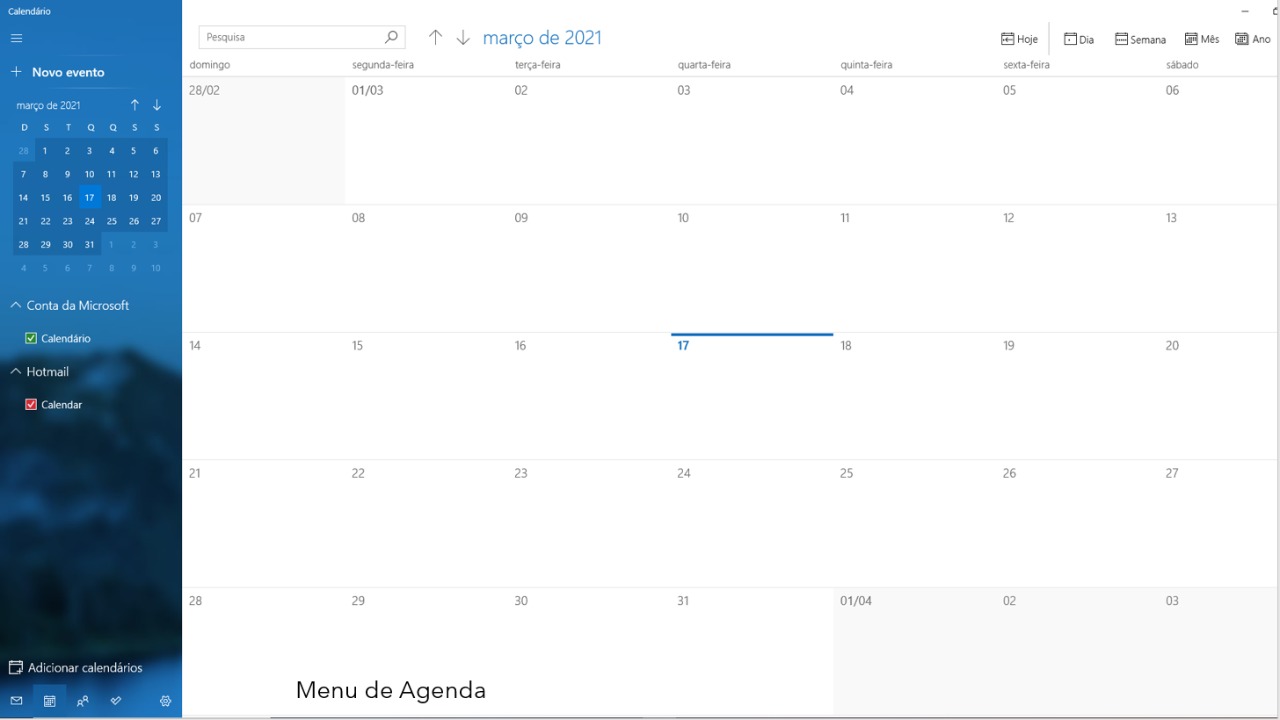 Calendário
Pesquisa
março de 2021
Hoje
Dia
Semana
Mês
Ano
Novo evento
março de 2021
D S T Q Q S S
28 1 2 3 4 5 6
7 8 9 10 11 12 13
14 15 16 17 18 19 20
21 22 23 24 25 26 27
28 29 30 31 1 2 3
4 5 6 7 8 9 10
Conta da Microsoft
Calendário
Hotmail
Calendar
Adicionar calendários
domingo segunda-feira terça-feira quarta-feira quinta-feira sexta-feira sábado
28/02 01/03 02 03 04 05 06
07 08 09 10 11 12 13
14 15 16 17 18 19 20
21 22 23 24 25 26 27
28 29 30 31 01/04 02 03
Menu de Agenda